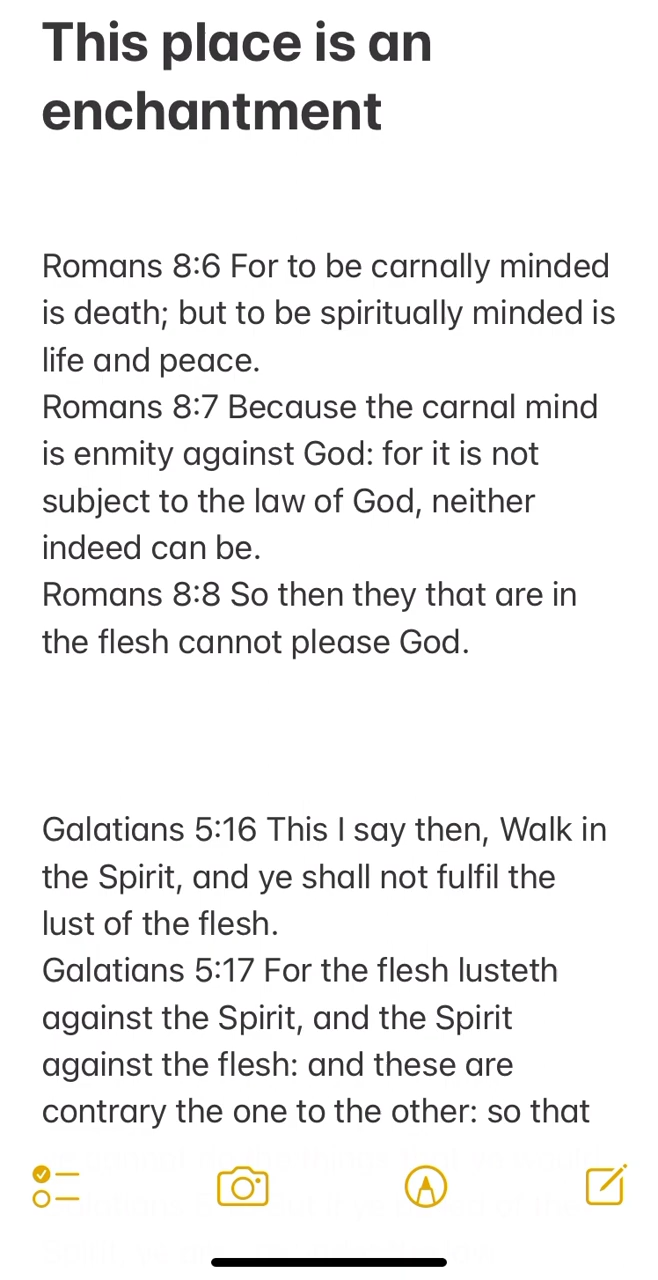 This place is an
enchantment
Romans 8:6 For to be carnally minded
is death; but to be spiritually minded is
life and peace.
Romans 8:7 Because the carnal mind
is enmity against God: for it is not
subject to the law of God, neither
indeed can be.
Romans 8:8 So then they that are in
the flesh cannot please God.
Galatians 5:16 This I say then, Walk in
the Spirit, and ye shall not fulfil the
lust of the flesh.
Galatians 5:17 For the flesh lusteth
against the Spirit, and the Spirit
against the flesh: and these are
contrary the one to the other: so that